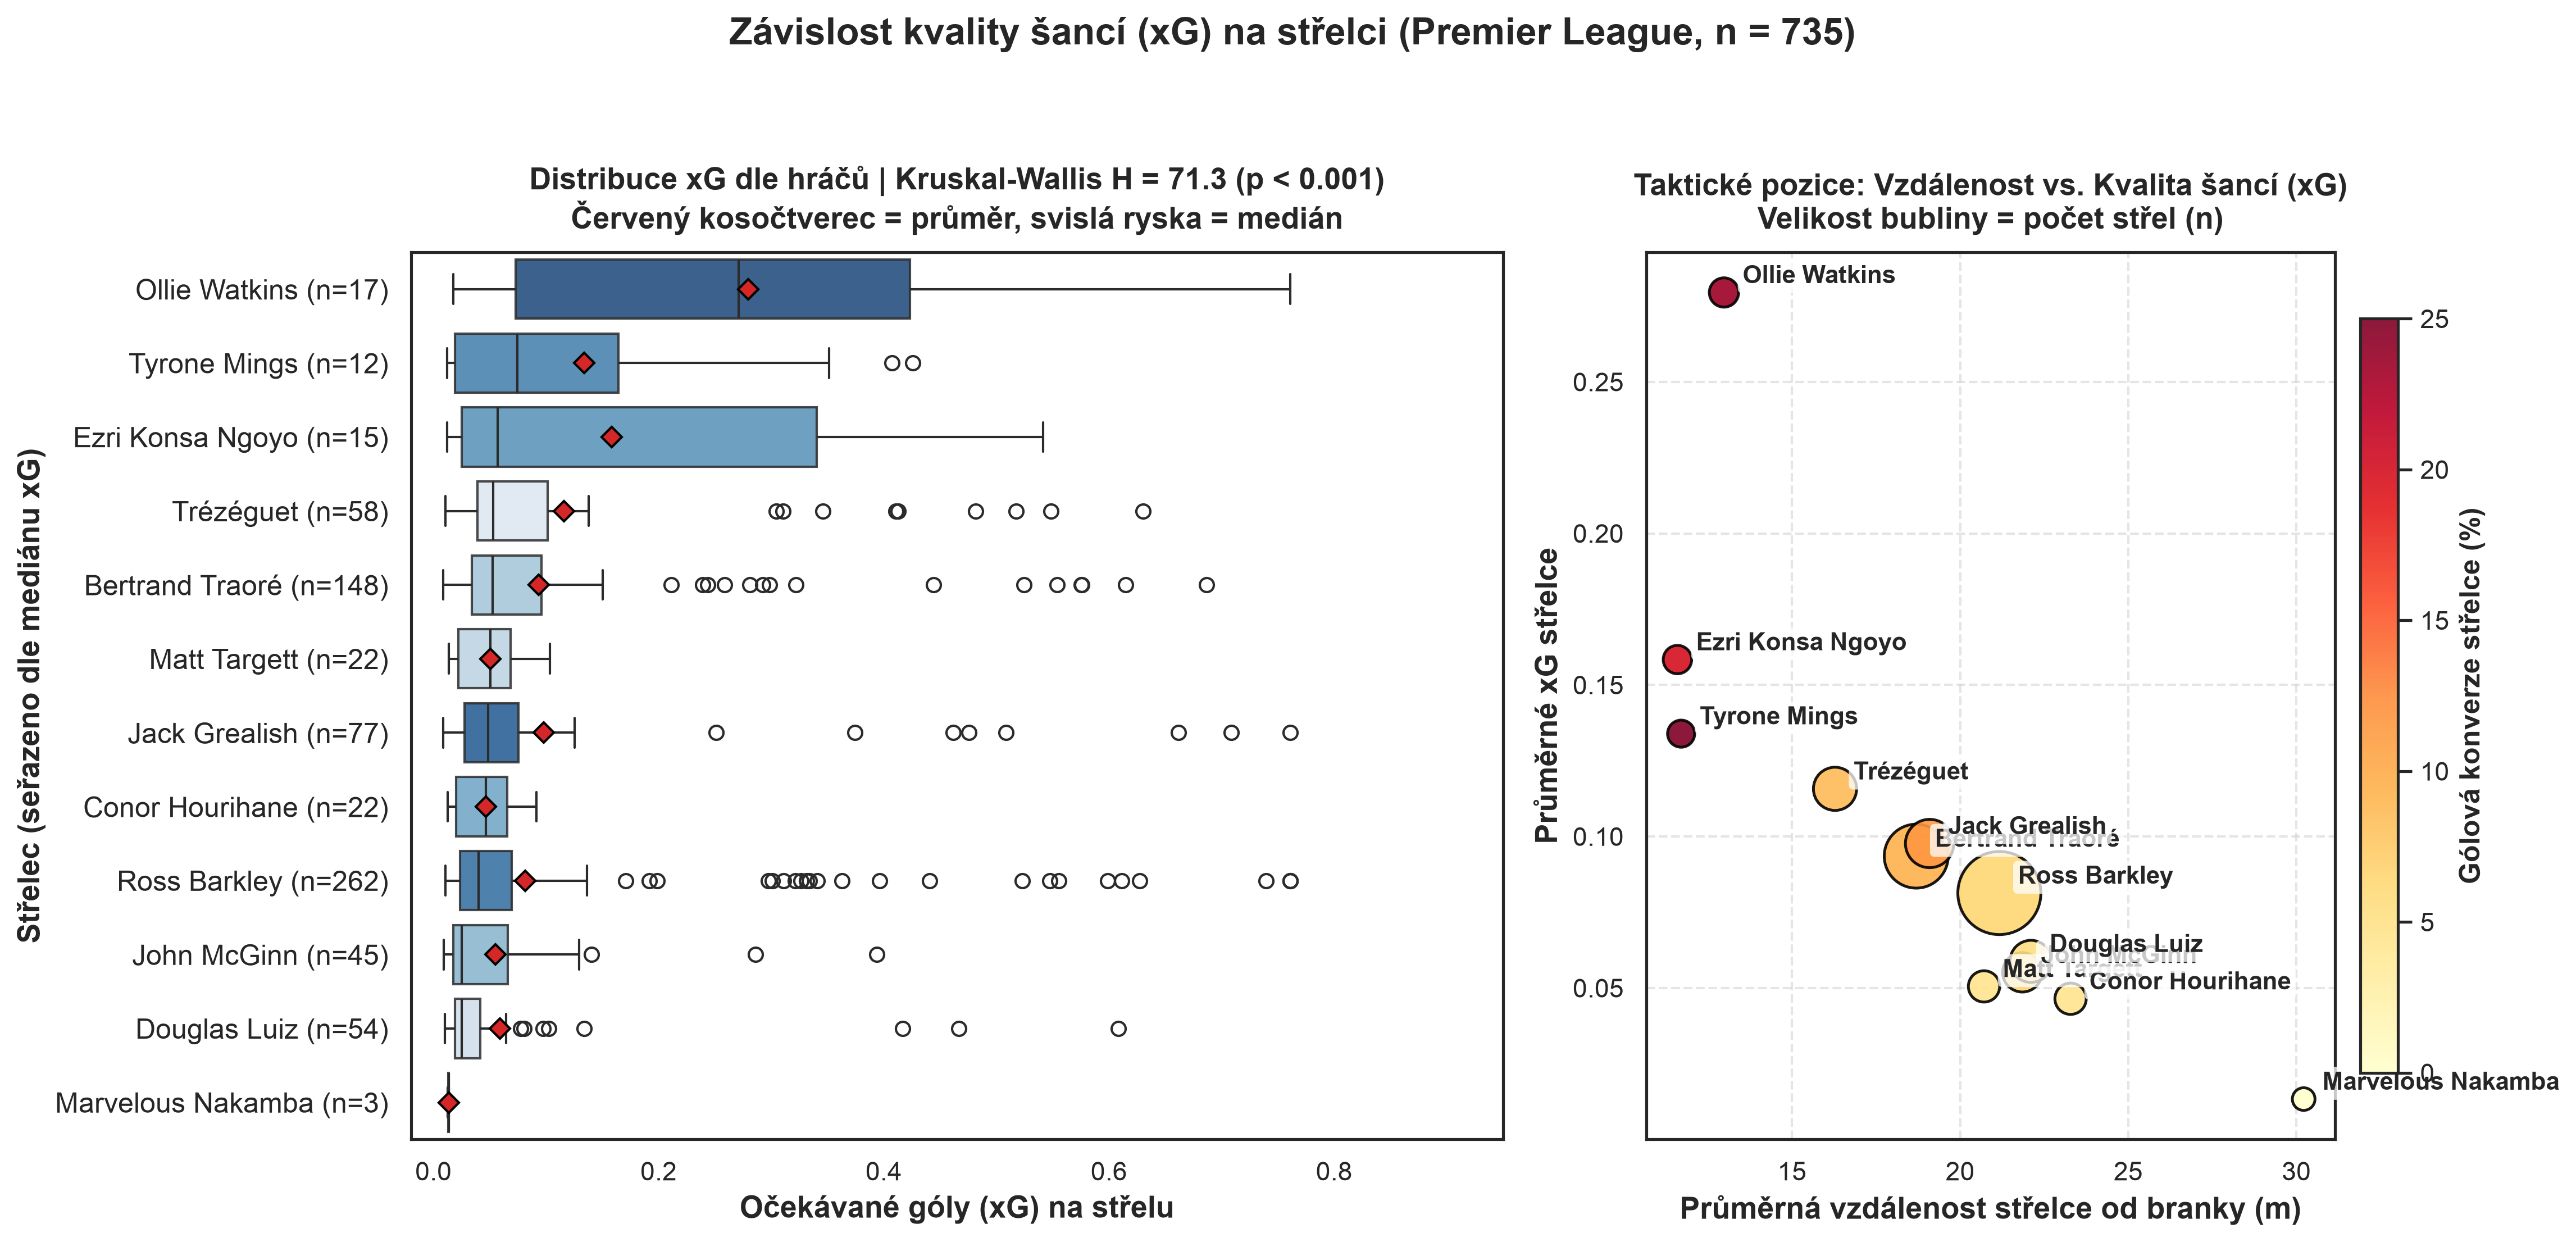 Závislost kvality šancí (xG) na střelci (Premier League, n = 735)
Distribuce xG dle hráčů | Kruskal-Wallis H = 71.3 (p < 0.001)
Červený kosočtverec = průměr, svislá ryska = medián
Střelec (seřazeno dle mediánu xG)
Ollie Watkins (n=17)
Tyrone Mings (n=12)
Ezri Konsa Ngoyo (n=15)
Trézéguet (n=58)
Bertrand Traoré (n=148)
Matt Targett (n=22)
Jack Grealish (n=77)
Conor Hourihane (n=22)
Ross Barkley (n=262)
John McGinn (n=45)
Douglas Luiz (n=54)
Marvelous Nakamba (n=3)
0.0 0.2 0.4 0.6 0.8
Očekávané góly (xG) na střelu
Taktické pozice: Vzdálenost vs. Kvalita šancí (xG)
Velikost bubliny = počet střel (n)
Průměrné xG střelce
0.25
0.20
0.15
0.10
0.05
Ollie Watkins
Ezri Konsa Ngoyo
Tyrone Mings
Trézéguet
Jack Grealish
Bertrand Traoré
Ross Barkley
Douglas Luiz
John McGinn
Matt Targett
Conor Hourihane
Marvelous Nakamba
15 20 25 30
Průměrná vzdálenost střelce od branky (m)
25
20
15
10
5
0
Gólová konverze střelce (%)